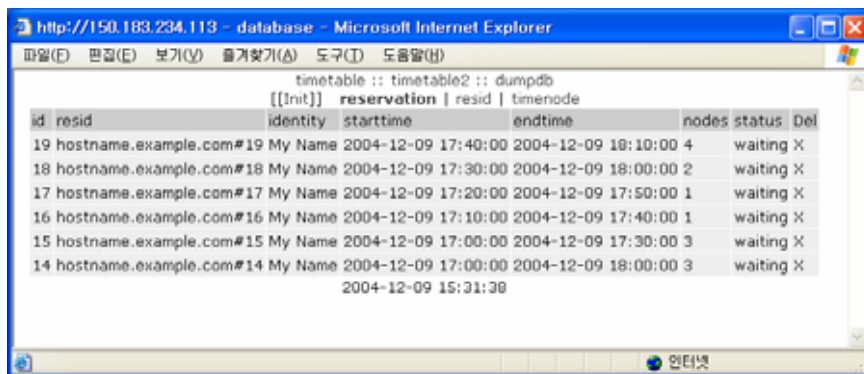 http://150.183.234.113 - database - Microsoft Internet Explorer
파일(F) 편집(E) 보기(V) 즐겨찾기(A) 도구(T) 도움말(H)
timetable :: timetable2 :: dumpdb
[[Init]] reservation | resid | timenode
id resid identity starttime endtime nodes status Del
19 hostname.example.com#19 My Name 2004-12-09 17:40:00 2004-12-09 18:10:00 4 waiting X
18 hostname.example.com#18 My Name 2004-12-09 17:30:00 2004-12-09 18:00:00 2 waiting X
17 hostname.example.com#17 My Name 2004-12-09 17:20:00 2004-12-09 17:50:00 1 waiting X
16 hostname.example.com#16 My Name 2004-12-09 17:10:00 2004-12-09 17:40:00 1 waiting X
15 hostname.example.com#15 My Name 2004-12-09 17:00:00 2004-12-09 17:30:00 3 waiting X
14 hostname.example.com#14 My Name 2004-12-09 17:00:00 2004-12-09 18:00:00 3 waiting X
2004-12-09 15:31:38
인터넷